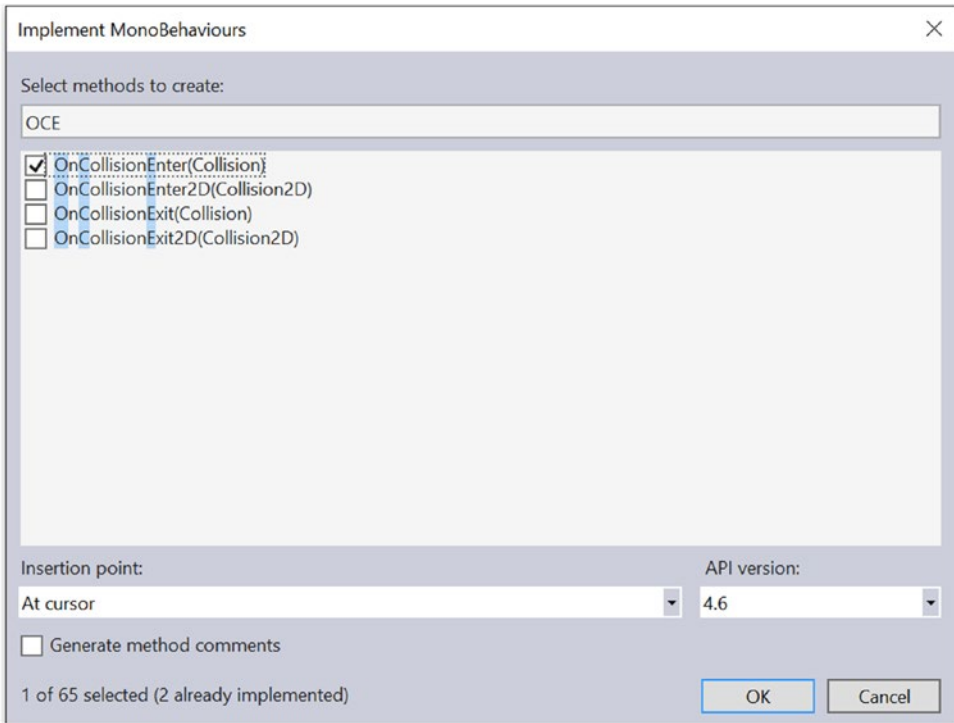 Implement MonoBehaviours
Select methods to create:
OCE
OnCollisionEnter(Collision)
OnCollisionEnter2D(Collision2D)
OnCollisionExit(Collision)
OnCollisionExit2D(Collision2D)
Insertion point:
API version:
At cursor
4.6
Generate method comments
1 of 65 selected (2 already implemented)
OK
Cancel